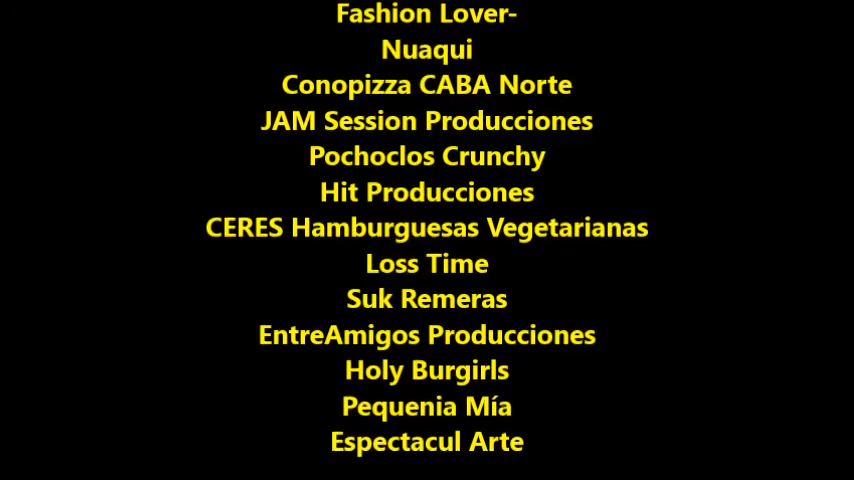 Fashion Lover-
Nuaqui
Conopizza CABA Norte
JAM Session Producciones
Pochoclos Crunchy
Hit Producciones
CERES Hamburguesas Vegetarianas
Loss Time
Suk Remeras
EntreAmigos Producciones
Holy Burgirls
Pequenia Mía
Espectacul Arte